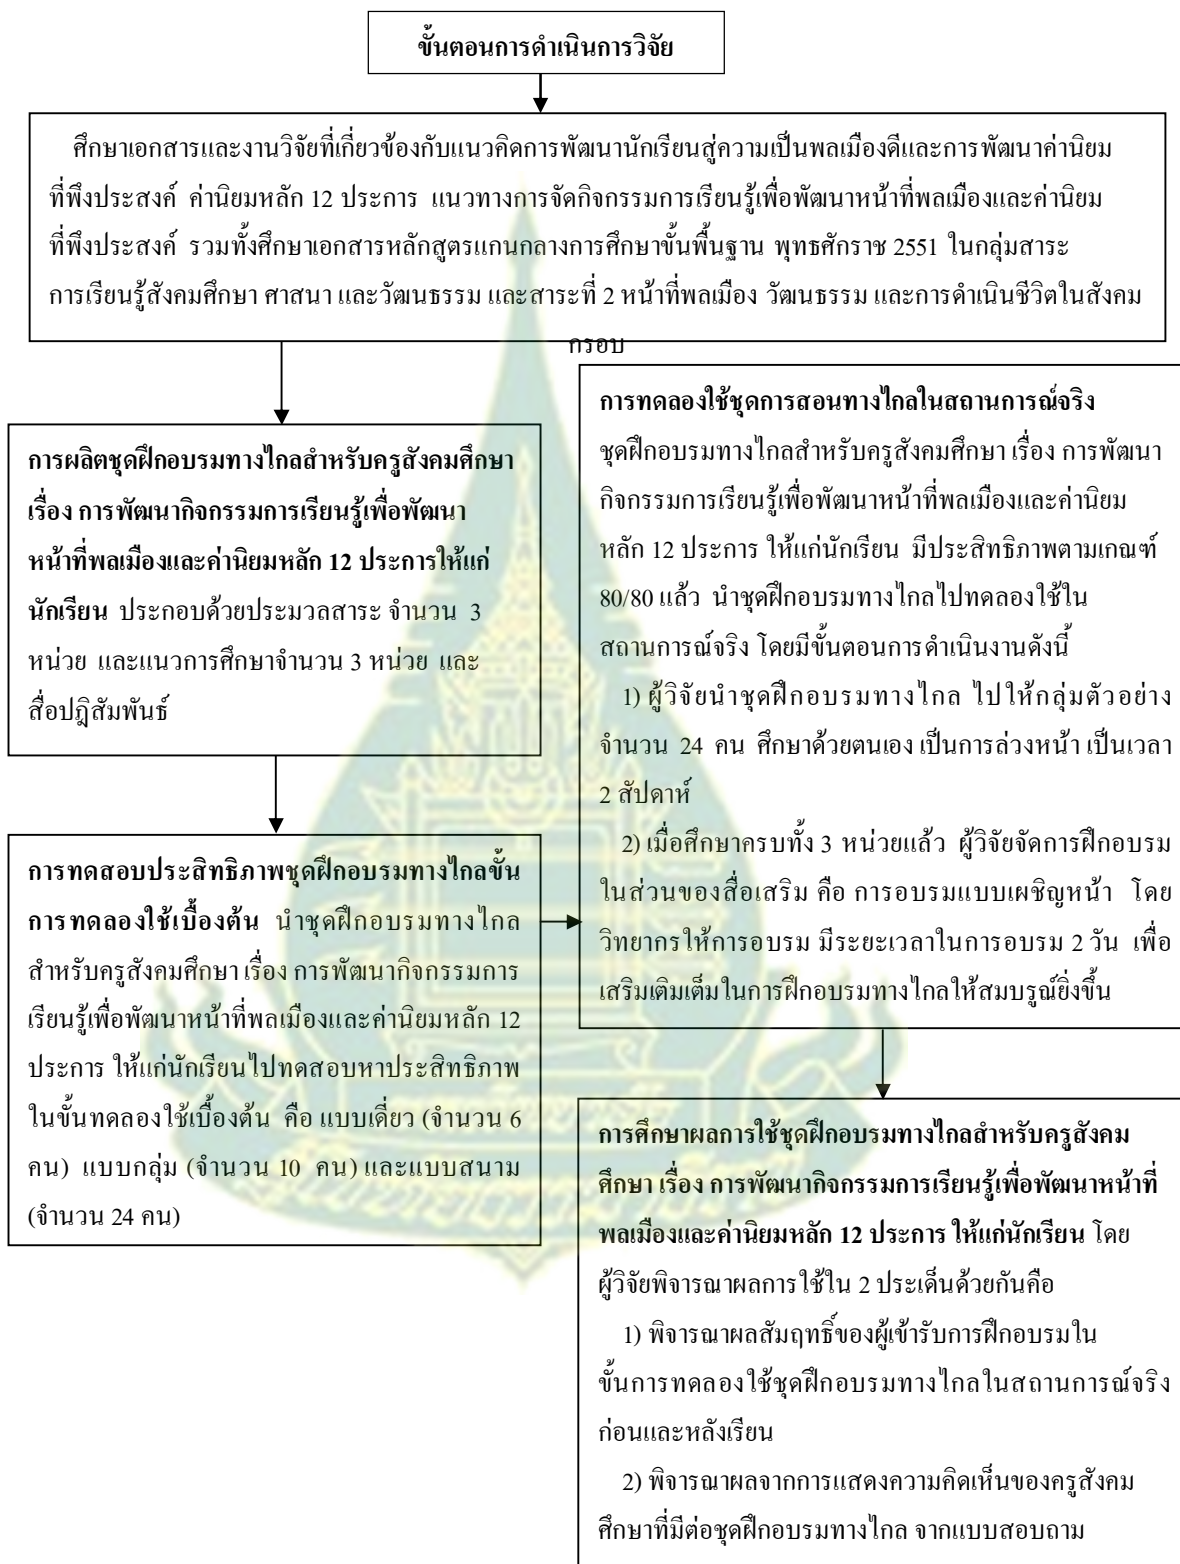 ขั้นตอนการดำเนินการวิจัย
ศึกษาเอกสารและงานวิจัยที่เกี่ยวข้องกับแนวคิดการพัฒนานักเรียนสู่ความเป็นพลเมืองดีและการพัฒนาค่านิยม
ที่พึงประสงค์ ค่านิยมหลัก 12 ประการ แนวทางการจัดกิจกรรมการเรียนรู้เพื่อพัฒนาหน้าที่พลเมืองและค่านิยม
ที่พึงประสงค์ รวมทั้งศึกษาเอกสารหลักสูตรแกนกลางการศึกษาขั้นพื้นฐาน พุทธศักราช 2551 ในกลุ่มสาระ
การเรียนรู้สังคมศึกษา ศาสนา และวัฒนธรรม และสาระที่ 2 หน้าที่พลเมือง วัฒนธรรม และการดำเนินชีวิตในสังคม
กรอบ
การผลิตชุดฝึกอบรมทางไกลสำหรับครูสังคมศึกษา
เรื่อง การพัฒนากิจกรรมการเรียนรู้เพื่อพัฒนา
หน้าที่พลเมืองและค่านิยมหลัก 12 ประการให้แก่
นักเรียน ประกอบด้วยประมวลสาระ จำนวน 3
หน่วย และแนวการศึกษาจำนวน 3 หน่วย และ
สื่อปฎิสัมพันธ์
การทดสอบประสิทธิภาพชุดฝึกอบรมทางไกลขั้น
การทดลองใช้เบื้องต้น นำชุดฝึกอบรมทางไกล
สำหรับครูสังคมศึกษา เรื่อง การพัฒนากิจกรรมการ
เรียนรู้เพื่อพัฒนาหน้าที่พลเมืองและค่านิยมหลัก 12
ประการ ให้แก่นักเรียนไปทดสอบหาประสิทธิภาพ
ในขั้นทดลองใช้เบื้องต้น คือ แบบเดี่ยว (จำนวน 6
คน) แบบกลุ่ม (จำนวน 10 คน) และแบบสนาม
(จำนวน 24 คน)
การทดลองใช้ชุดการสอนทางไกลในสถานการณ์จริง
ชุดฝึกอบรมทางไกลสำหรับครูสังคมศึกษา เรื่อง การพัฒนา
กิจกรรมการเรียนรู้เพื่อพัฒนาหน้าที่พลเมืองและค่านิยม
หลัก 12 ประการ ให้แก่นักเรียน มีประสิทธิภาพตามเกณฑ์
80/80 แล้ว นำชุดฝึกอบรมทางไกลไปทดลองใช้ใน
สถานการณ์จริง โดยมีขั้นตอนการดำเนินงานดังนี้
1) ผู้วิจัยนำชุดฝึกอบรมทางไกล ไปให้กลุ่มตัวอย่าง
จำนวน 24 คน ศึกษาด้วยตนเอง เป็นการล่วงหน้า เป็นเวลา
2 สัปดาห์
2) เมื่อศึกษาครบทั้ง 3 หน่วยแล้ว ผู้วิจัยจัดการฝึกอบรม
ในส่วนของสื่อเสริม คือ การอบรมแบบเผชิญหน้า โดย
วิทยากรให้การอบรม มีระยะเวลาในการอบรม 2 วัน เพื่อ
เสริมเติมเต็มในการฝึกอบรมทางไกลให้สมบรูณ์ยิ่งขึ้น
การศึกษาผลการใช้ชุดฝึกอบรมทางไกลสำหรับครูสังคม
ศึกษา เรื่อง การพัฒนากิจกรรมการเรียนรู้เพื่อพัฒนาหน้าที่
พลเมืองและค่านิยมหลัก 12 ประการ ให้แก่นักเรียน โดย
ผู้วิจัยพิจารณาผลการใช้ใน 2 ประเด็นด้วยกันคือ
1) พิจารณาผลสัมฤทธิ์ของผู้เข้ารับการฝึกอบรมใน
ขั้นการทดลองใช้ชุดฝึกอบรมทางไกลในสถานการณ์จริง
ก่อนและหลังเรียน
2) พิจารณาผลจากการแสดงความคิดเห็นของครูสังคม
ศึกษาที่มีต่อชุดฝึกอบรมทางไกล จากแบบสอบถาม